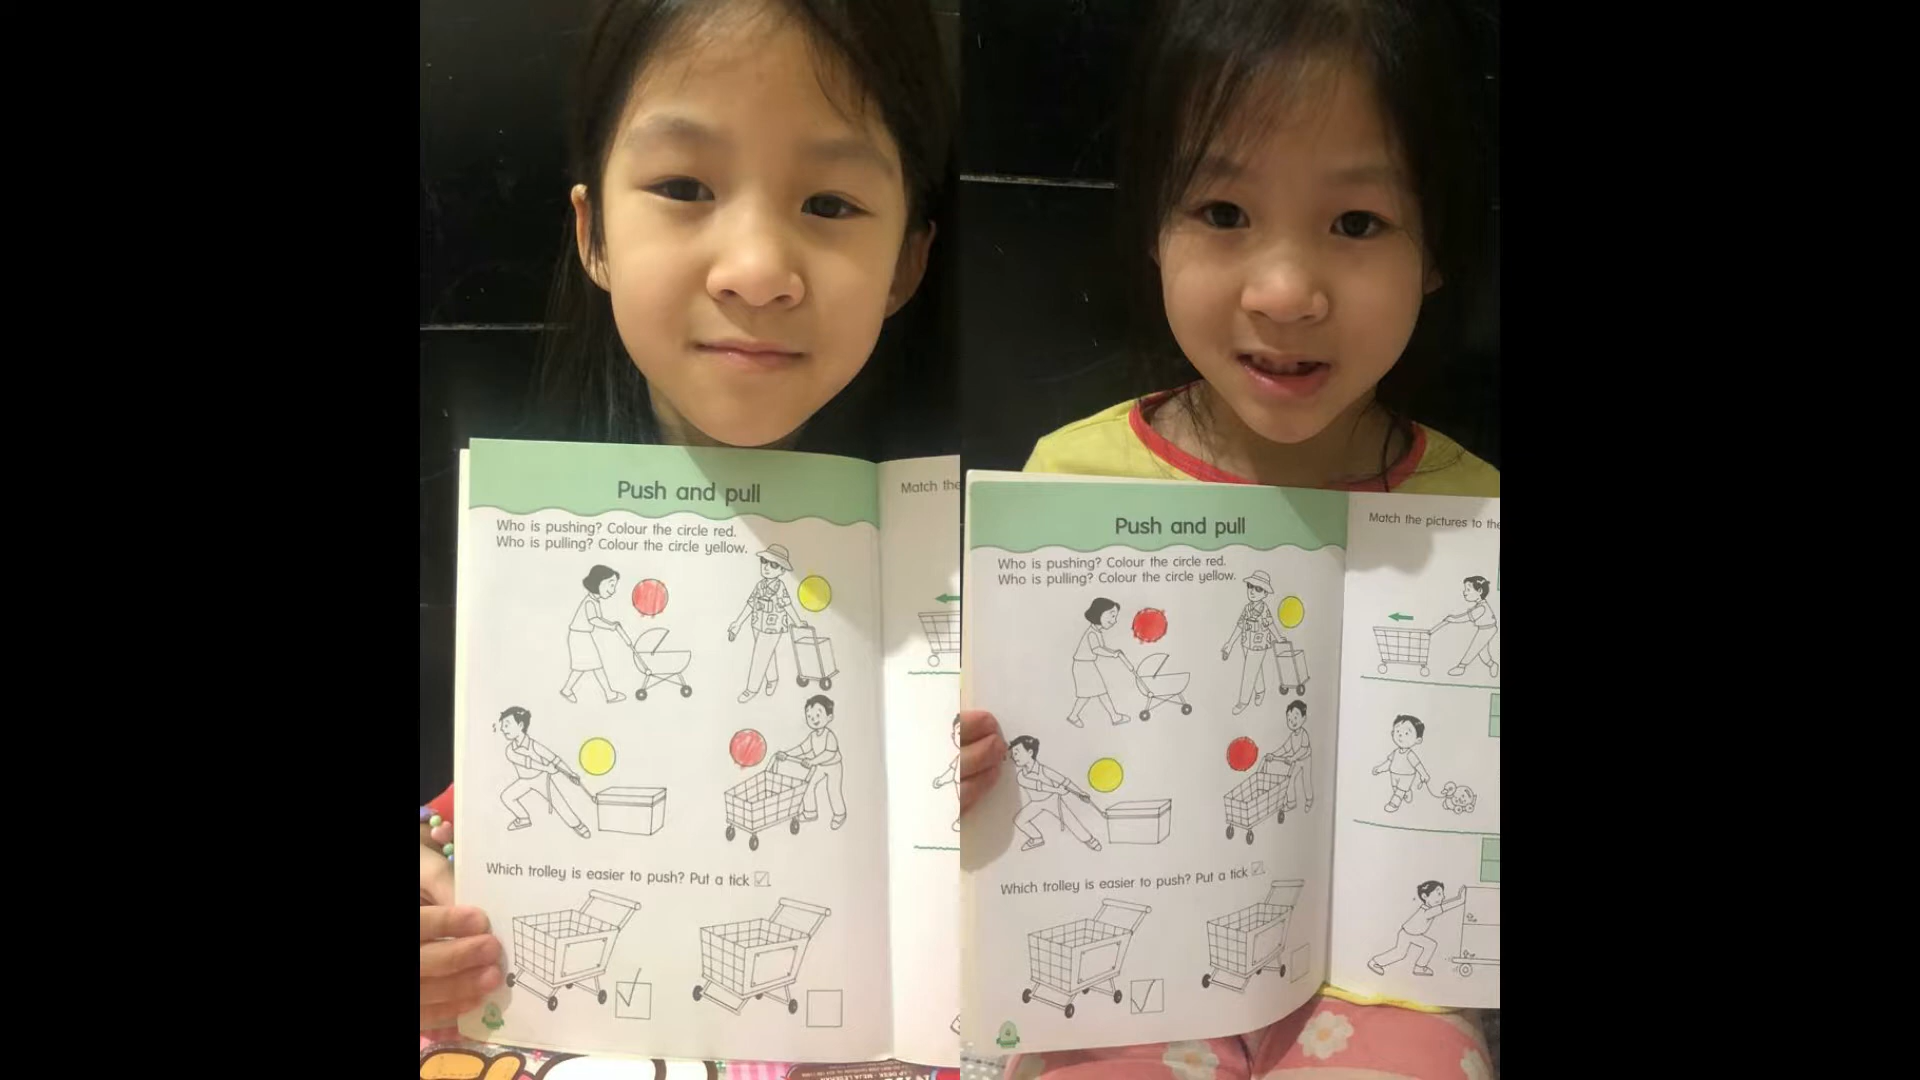 Push and pull
Who is pushing? Colour the circle red.
Who is pulling? Colour the circle yellow.
Which trolley is easier to push? Put a tick
Match the
MEJA
Push and pull
Who is pushing? Colour the circle red.
Who is pulling? Colour the circle yellow.
Which trolley is easier to push? Put a tick
Match the pictures to the